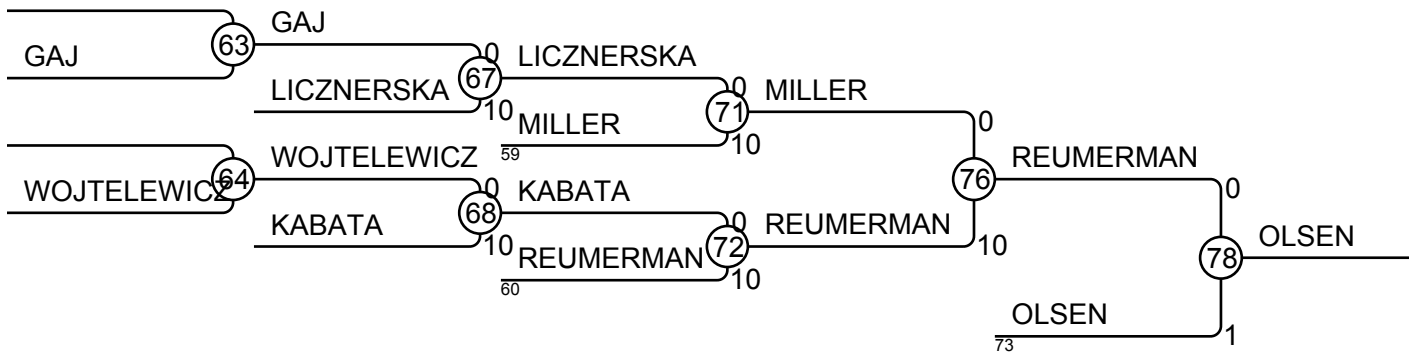 GAJ
63
GAJ
0
LICZNERSKA
67
LICZNERSKA
10
0
MILLER
71
MILLER
59
10
0
WOJTELEWICZ
64
WOJTELEWICZ
0
KABATA
68
KABATA
10
0
REUMERMAN
72
REUMERMAN
60
10
76
10
REUMERMAN
0
78
OLSEN
OLSEN
73
1